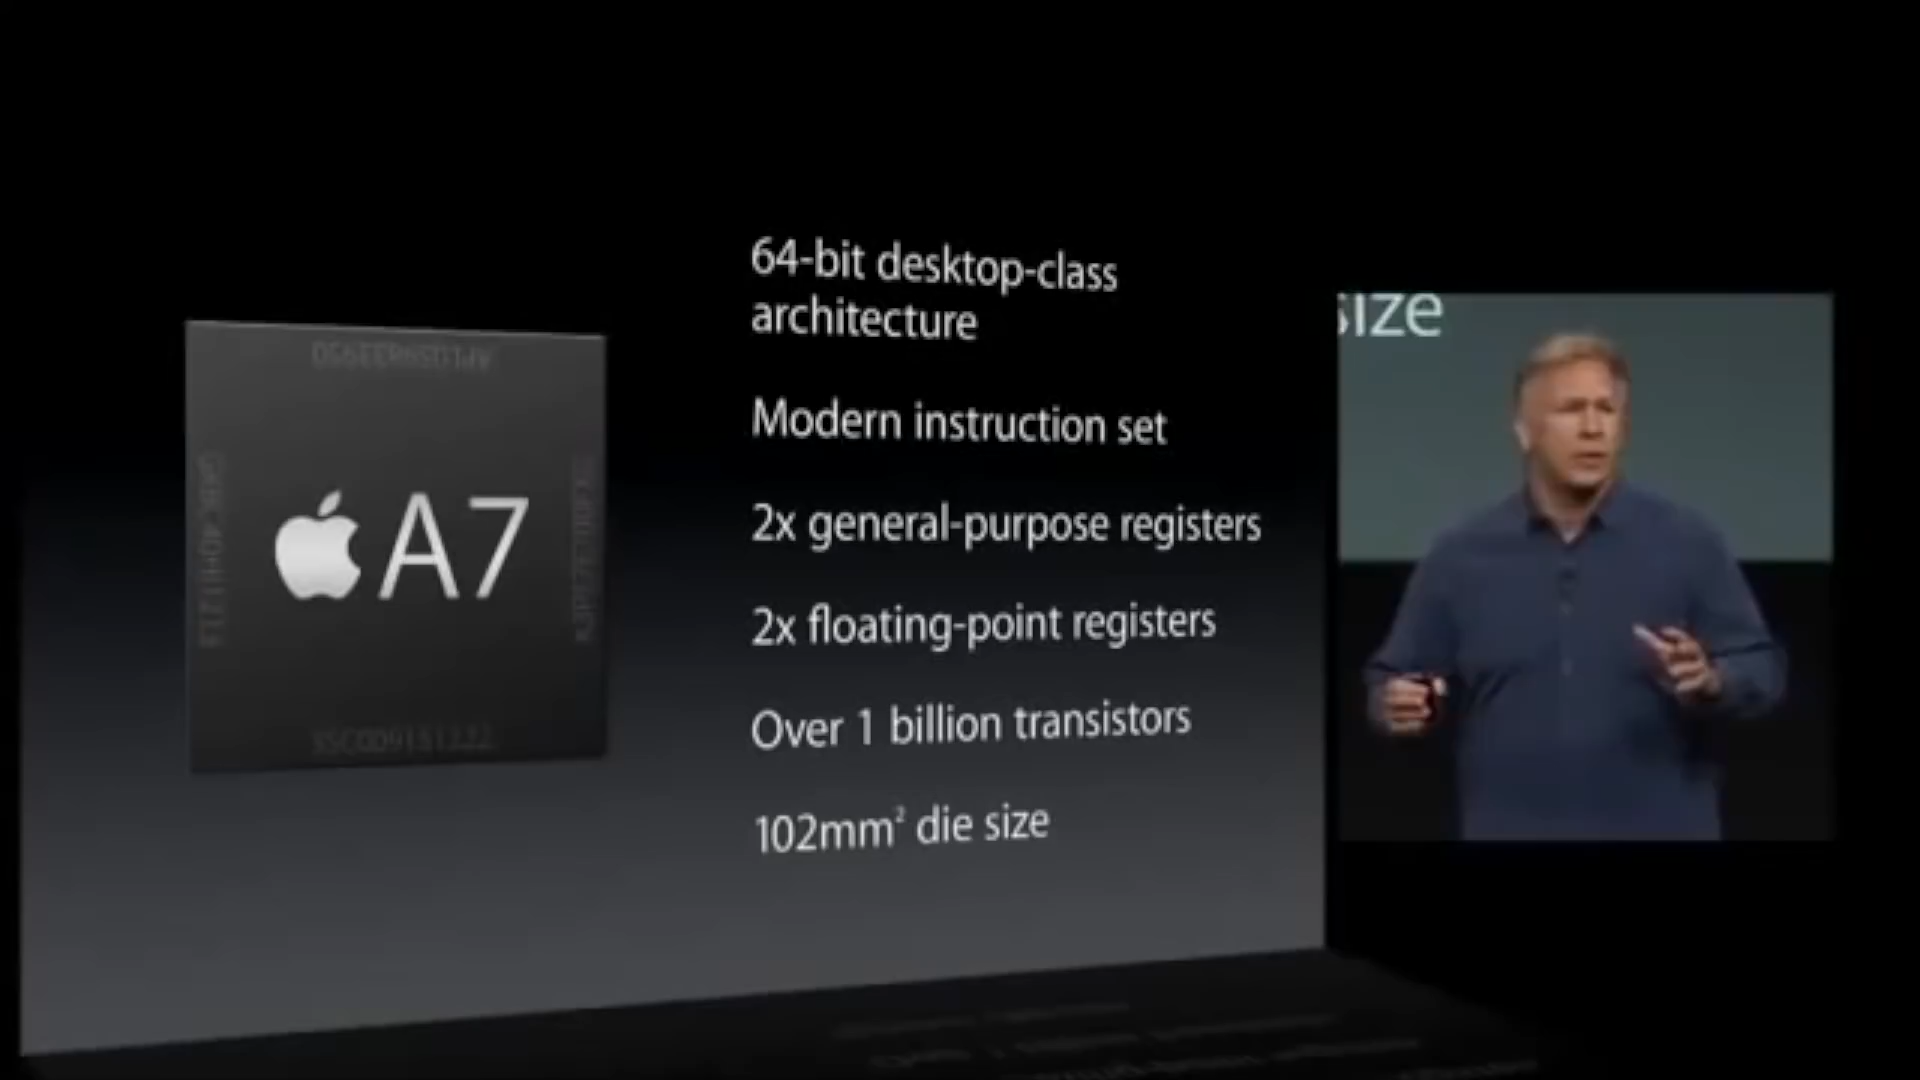 64-bit desktop-class
architecture
Modern instruction set
2x general-purpose registers
2x floating-point registers
Over 1 billion transistors
102mm² die size
A7
size